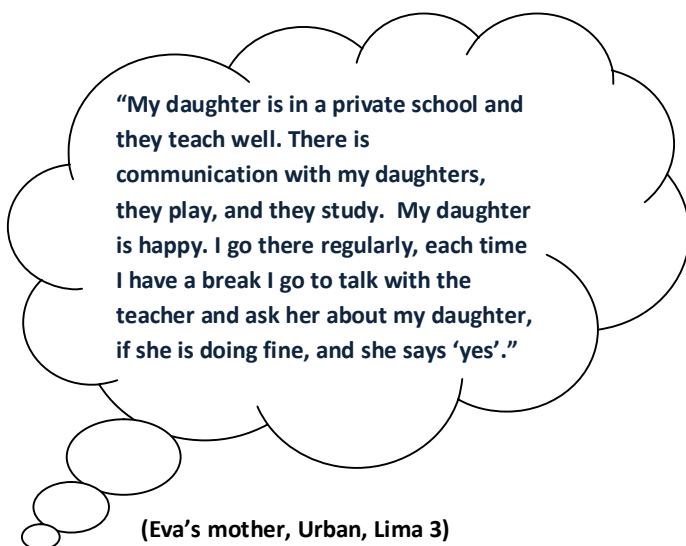 “My daughter is in a private school and
they teach well. There is
communication with my daughters,
they play, and they study.  My daughter
is happy. I go there regularly, each time
I have a break I go to talk with the
teacher and ask her about my daughter,
if she is doing fine, and she says ‘yes’.”
(Eva’s mother, Urban, Lima 3)